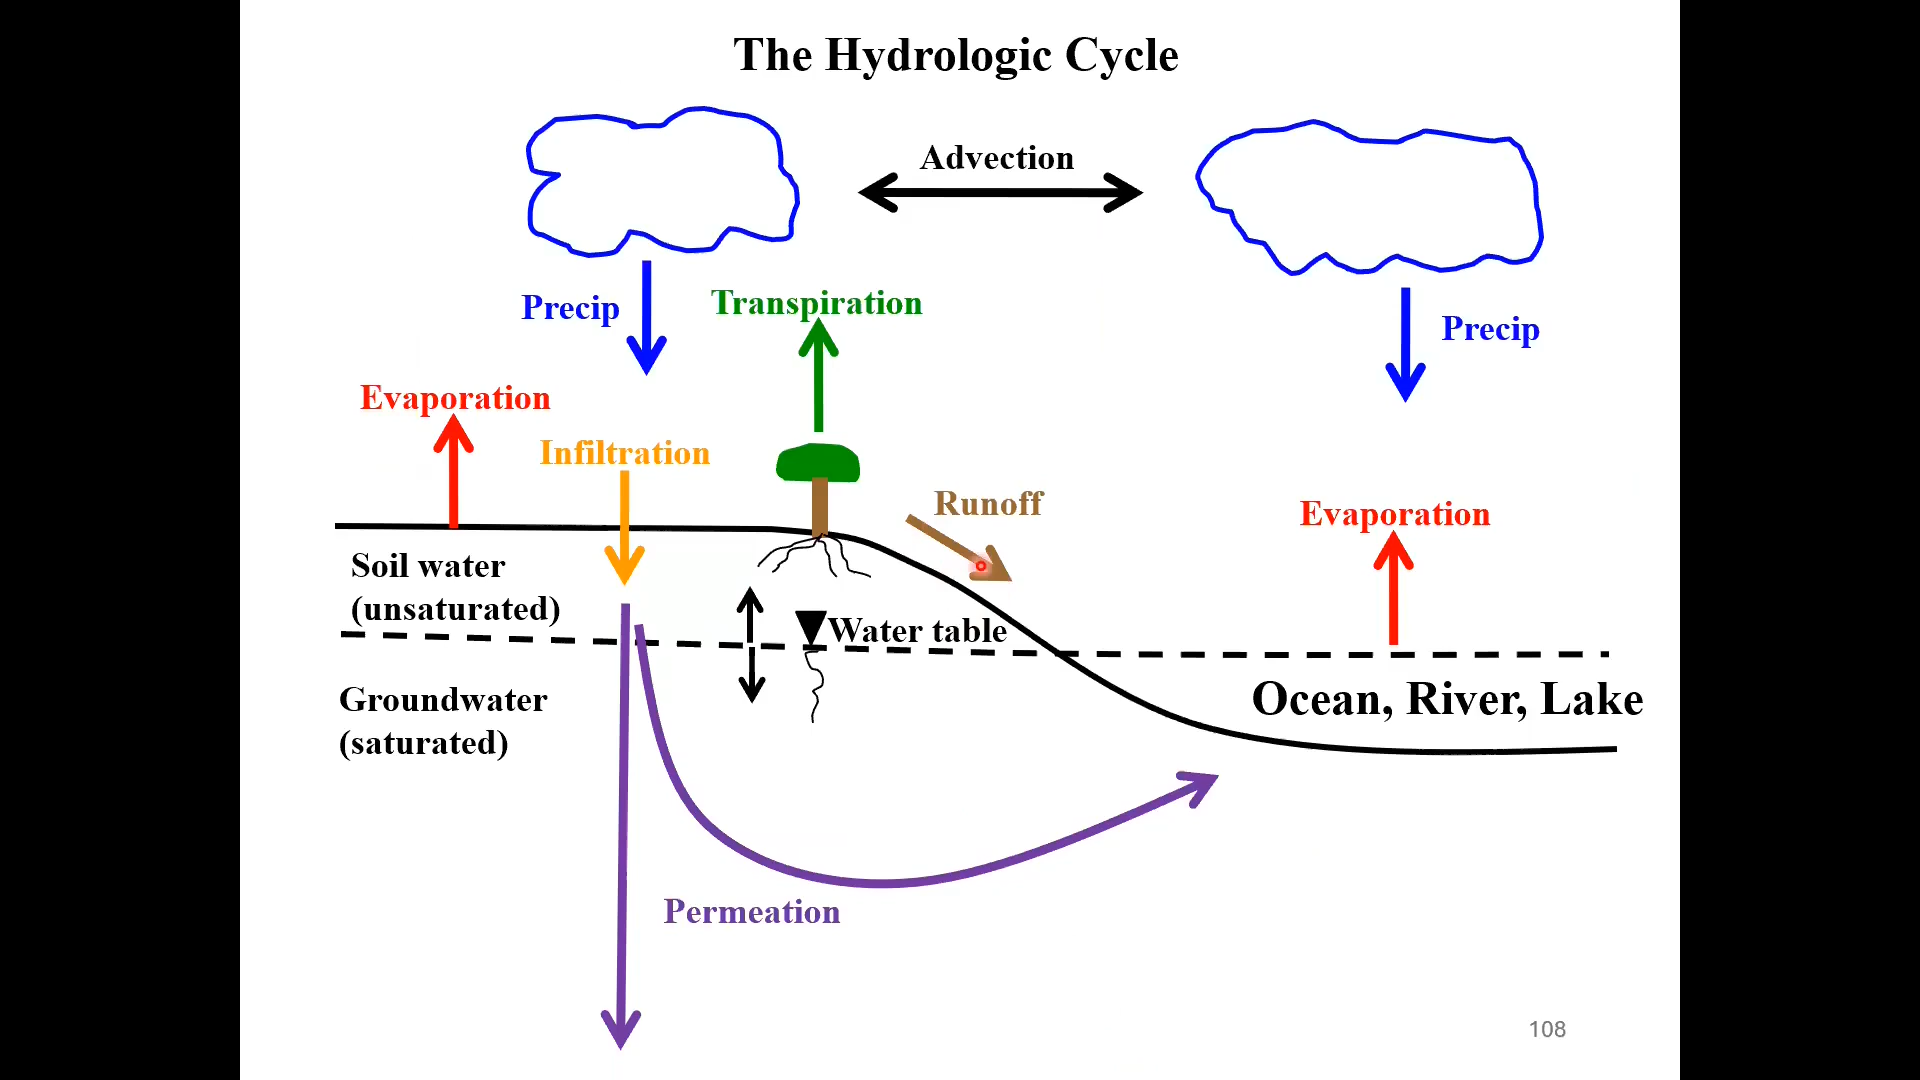 The Hydrologic Cycle
Advection
Precip
Transpiration
Precip
Evaporation
Infiltration
Runoff
Evaporation
Soil water
(unsaturated)
Water table
Groundwater
(saturated)
Ocean, River, Lake
Permeation
108